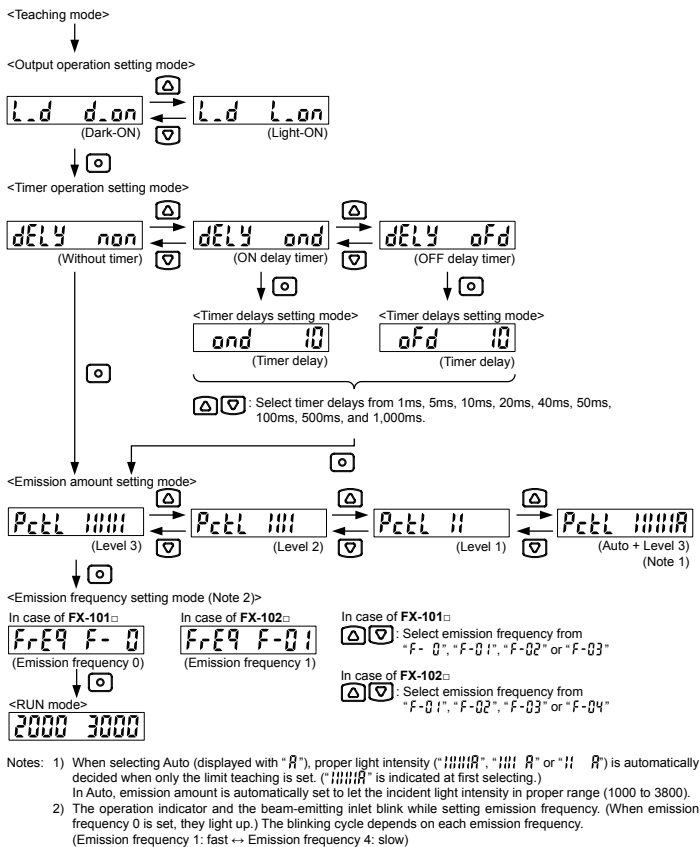 <Teaching mode>
<Output operation setting mode>
L_d d_on
L_d L_on
(Dark-ON)
(Light-ON)
<Timer operation setting mode>
dELY non
dELY ond
dELY oFd
(Without timer)
(ON delay timer)
(OFF delay timer)
<Timer delays setting mode>
<Timer delays setting mode>
ond 10
oFd 10
(Timer delay)
(Timer delay)
: Select timer delays from 1ms, 5ms, 10ms, 20ms, 40ms, 50ms,
100ms, 500ms, and 1,000ms.
<Emission amount setting mode>
PctL
PctL
PctL
PctL
(Level 3)
(Level 2)
(Level 1)
(Auto + Level 3)
(Note 1)
<Emission frequency setting mode (Note 2)>
In case of FX-101□
In case of FX-102□
In case of FX-101□
FrEq F- 0
FrEq F-01
: Select emission frequency from
"F- 0", "F-01", "F-02" or "F-03"
(Emission frequency 0)
(Emission frequency 1)
In case of FX-102□
: Select emission frequency from
"F-01", "F-02", "F-03" or "F-04"
<RUN mode>
2000 3000
Notes: 1) When selecting Auto (displayed with "A"), proper light intensity (" A", " A" or " A") is automatically
decided when only the limit teaching is set. (" A" is indicated at first selecting.)
In Auto, emission amount is automatically set to let the incident light intensity in proper range (1000 to 3800).
2) The operation indicator and the beam-emitting inlet blink while setting emission frequency. (When emission
frequency 0 is set, they light up.) The blinking cycle depends on each emission frequency.
(Emission frequency 1: fast ↔ Emission frequency 4: slow)